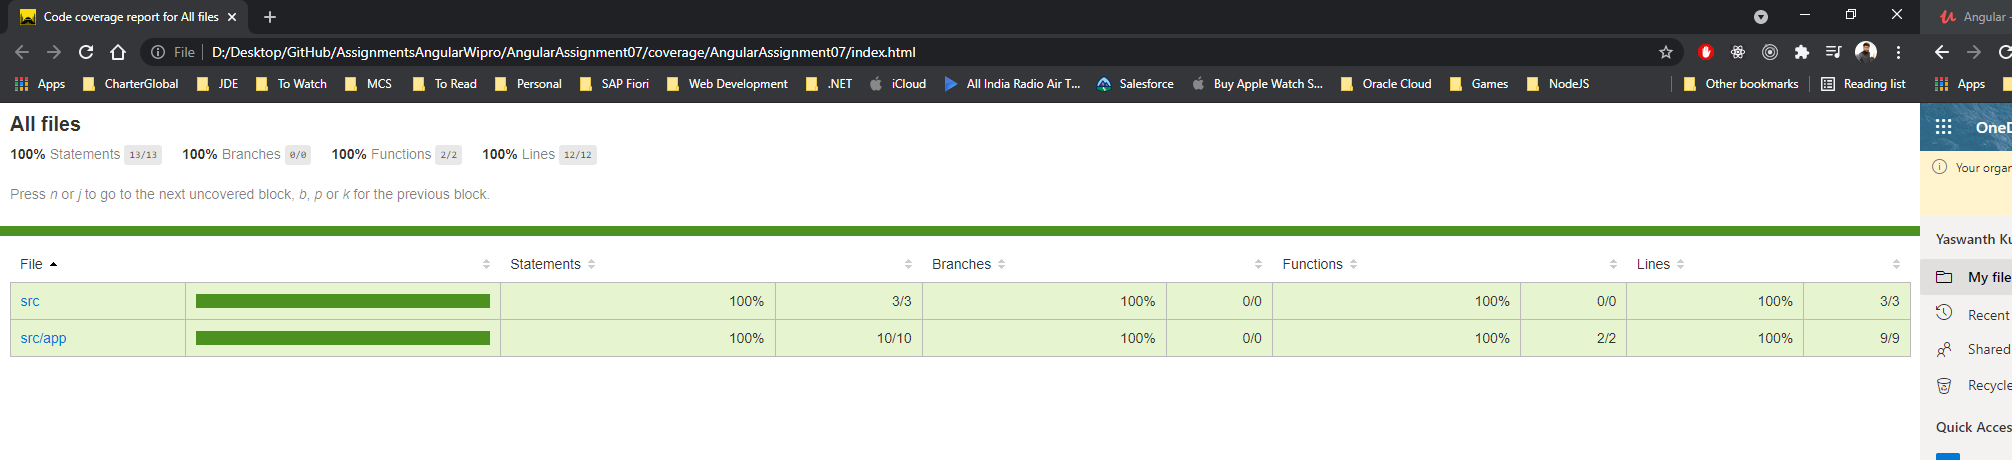 Code coverage report for All files
File D:/Desktop/GitHub/AssignmentsAngularWipro/AngularAssignment07/coverage/AngularAssignment07/index.html
Apps CharterGlobal JDE To Watch MCS To Read Personal SAP Fiori Web Development .NET iCloud All India Radio Air T... Salesforce Buy Apple Watch S... Oracle Cloud Games NodeJS Other bookmarks Reading list
All files
100% Statements 13/13 100% Branches 0/0 100% Functions 2/2 100% Lines 12/12
Press n or j to go to the next uncovered block, b, p or k for the previous block.
File Statements Branches Functions Lines
src 100% 3/3 100% 0/0 100% 0/0 100% 3/3
src/app 100% 10/10 100% 0/0 100% 2/2 100% 9/9
Angular -
Apps
OneD
Your organ
Yaswanth Ku
My file
Recent
Shared
Recycle
Quick Acces